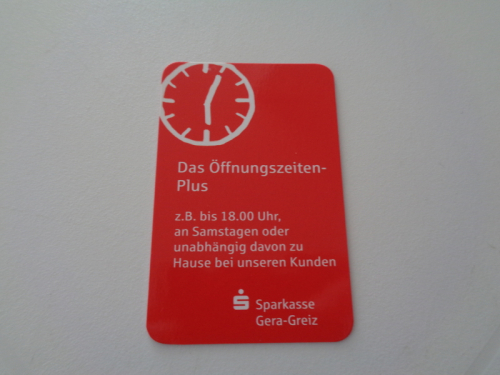 Das Öffnungszeiten-
Plus
z.B. bis 18.00 Uhr,
an Samstagen oder
unabhängig davon zu
Hause bei unseren Kunden
Sparkasse
Gera-Greiz